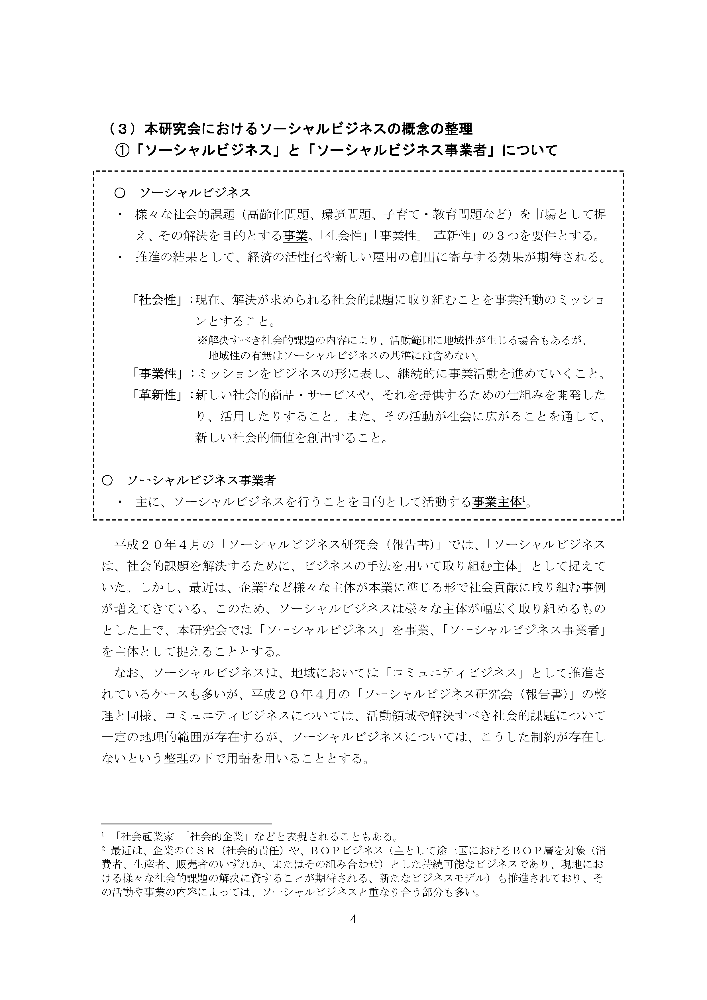 （３）本研究会におけるソーシャルビジネスの概念の整理
①「ソーシャルビジネス」と「ソーシャルビジネス事業者」について
○　ソーシャルビジネス
・　様々な社会的課題（高齢化問題、環境問題、子育て・教育問題など）を市場として捉
え、その解決を目的とする事業。「社会性」「事業性」「革新性」の３つを要件とする。
・　推進の結果として、経済の活性化や新しい雇用の創出に寄与する効果が期待される。
「社会性」：現在、解決が求められる社会的課題に取り組むことを事業活動のミッショ
ンとすること。
※解決すべき社会的課題の内容により、活動範囲に地域性が生じる場合もあるが、
地域性の有無はソーシャルビジネスの基準には含めない。
「事業性」：ミッションをビジネスの形に表し、継続的に事業活動を進めていくこと。
「革新性」：新しい社会的商品・サービスや、それを提供するための仕組みを開発した
り、活用したりすること。また、その活動が社会に広がることを通して、
新しい社会的価値を創出すること。
○　ソーシャルビジネス事業者
・　主に、ソーシャルビジネスを行うことを目的として活動する事業主体¹。
平成２０年４月の「ソーシャルビジネス研究会（報告書）」では、「ソーシャルビジネス
は、社会的課題を解決するために、ビジネスの手法を用いて取り組む主体」として捉えて
いた。しかし、最近は、企業²など様々な主体が本業に準じる形で社会貢献に取り組む事例
が増えてきている。このため、ソーシャルビジネスは様々な主体が幅広く取り組めるもの
とした上で、本研究会では「ソーシャルビジネス」を事業、「ソーシャルビジネス事業者」
を主体として捉えることとする。
なお、ソーシャルビジネスは、地域においては「コミュニティビジネス」として推進さ
れているケースも多いが、平成２０年４月の「ソーシャルビジネス研究会（報告書）」の整
理と同様、コミュニティビジネスについては、活動領域や解決すべき社会的課題について
一定の地理的範囲が存在するが、ソーシャルビジネスについては、こうした制約が存在し
ないという整理の下で用語を用いることとする。
¹ 「社会起業家」「社会的企業」などと表現されることもある。
² 最近は、企業のＣＳＲ（社会的責任）や、ＢＯＰビジネス（主として途上国におけるＢＯＰ層を対象（消
費者、生産者、販売者のいずれか、またはその組み合わせ）とした持続可能なビジネスであり、現地にお
ける様々な社会的課題の解決に資することが期待される、新たなビジネスモデル）も推進されており、そ
の活動や事業の内容によっては、ソーシャルビジネスと重なり合う部分も多い。
4